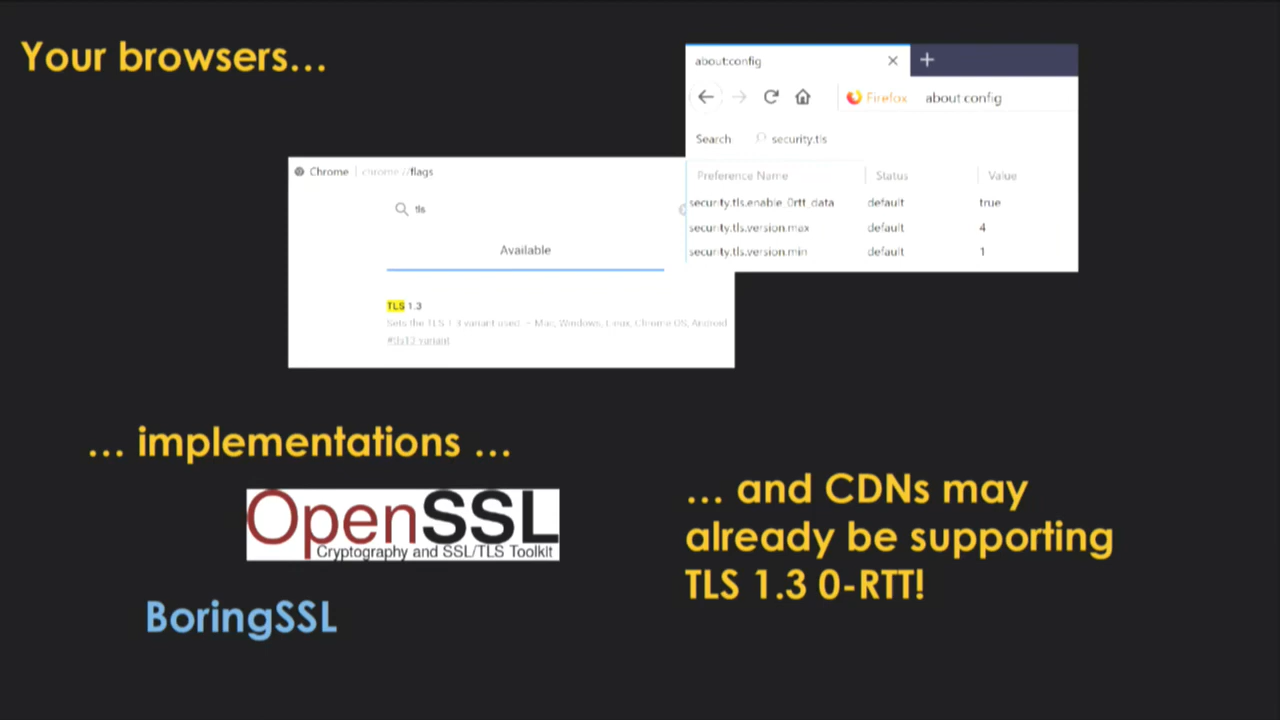 Your browsers...
about:config
Firefox about:config
Search security.tls
Preference Name Status Value
security.tls.enable_0rtt_data default true
security.tls.version.max default 4
security.tls.version.min default 1
Chrome chrome://flags
tls
Available
TLS 1.3
Sets the TLS 1.3 variant used. – Mac, Windows, Linux, Chrome OS, Android
#tls13-variant
... implementations ...
OpenSSL
Cryptography and SSL/TLS Toolkit
BoringSSL
... and CDNs may
already be supporting
TLS 1.3 0-RTT!